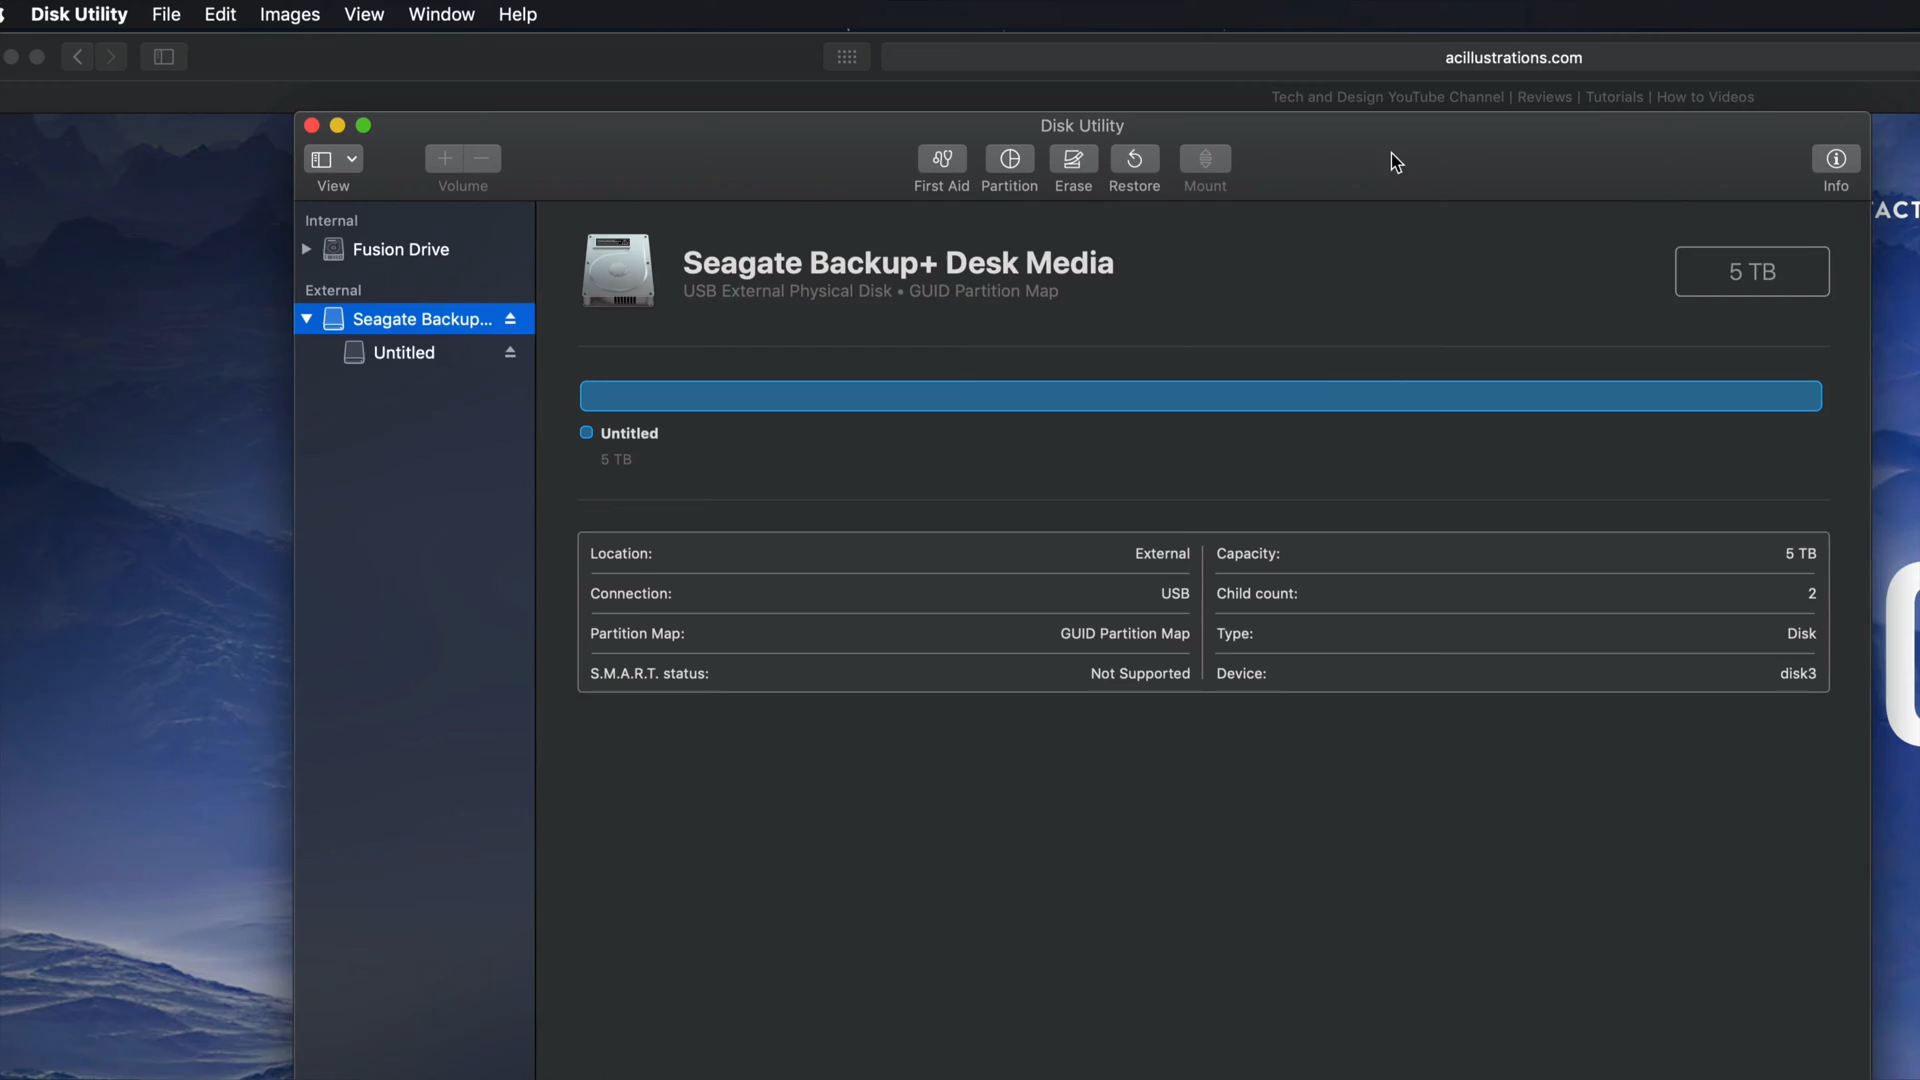 Disk Utility File Edit Images View Window Help
acillustrations.com
Tech and Design YouTube Channel | Reviews | Tutorials | How to Videos
Disk Utility
View Volume First Aid Partition Erase Restore Mount Info
Internal
Fusion Drive
External
Seagate Backup...
Untitled
Seagate Backup+ Desk Media
USB External Physical Disk • GUID Partition Map
5 TB
Untitled
5 TB
Location: External
Connection: USB
Partition Map: GUID Partition Map
S.M.A.R.T. status: Not Supported
Capacity: 5 TB
Child count: 2
Type: Disk
Device: disk3